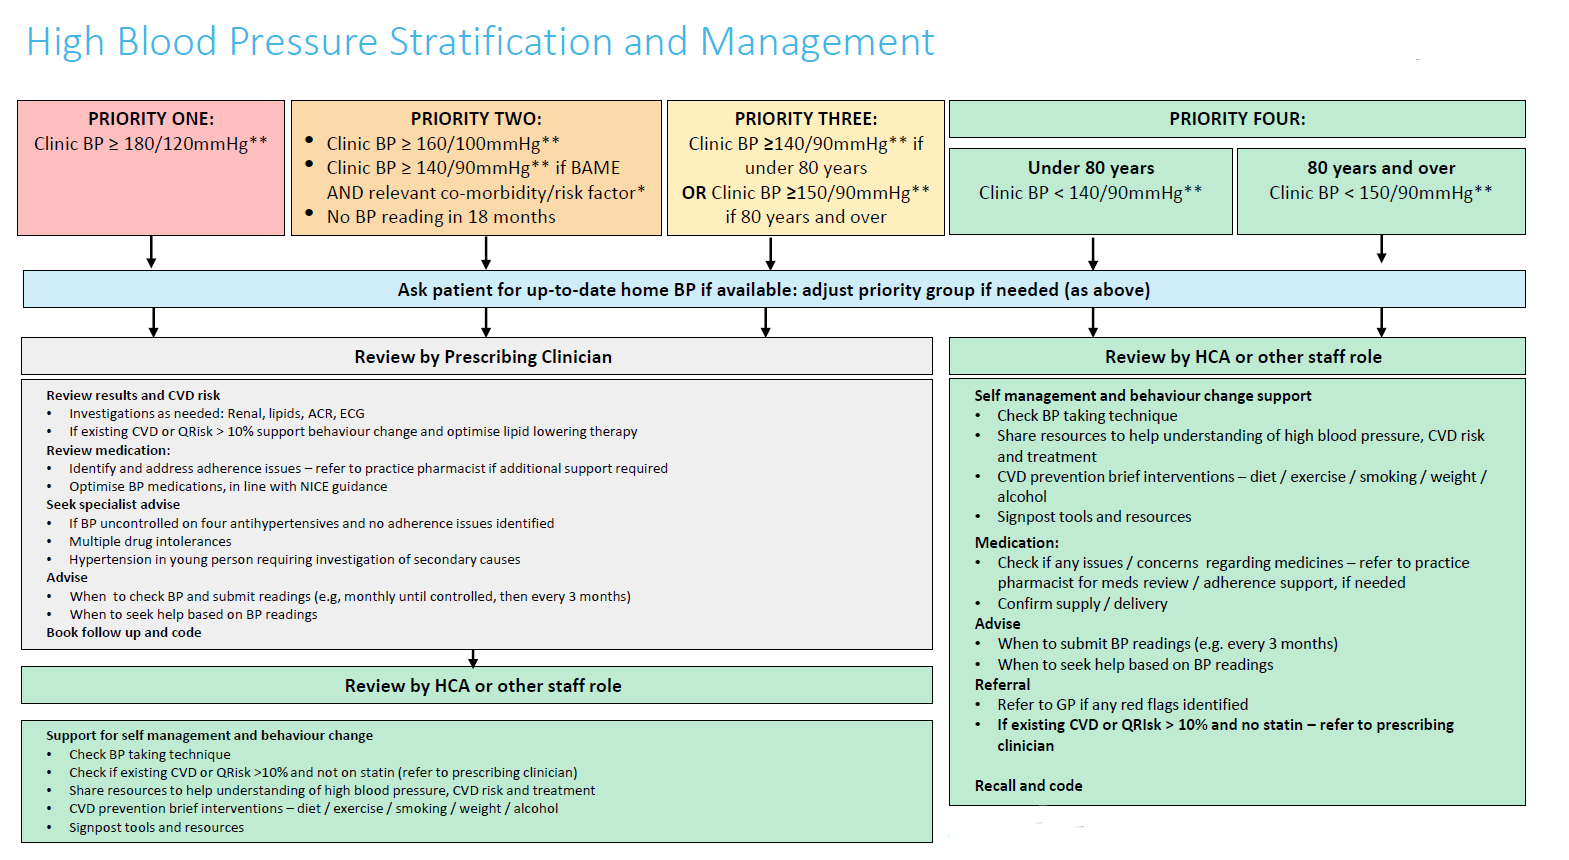 High Blood Pressure Stratification and Management
PRIORITY ONE:
Clinic BP ≥ 180/120mmHg**
PRIORITY TWO:
• Clinic BP ≥ 160/100mmHg**
• Clinic BP ≥ 140/90mmHg** if BAME
AND relevant co-morbidity/risk factor*
• No BP reading in 18 months
PRIORITY THREE:
Clinic BP ≥140/90mmHg** if
under 80 years
OR Clinic BP ≥150/90mmHg**
if 80 years and over
PRIORITY FOUR:
Under 80 years
Clinic BP < 140/90mmHg**
80 years and over
Clinic BP < 150/90mmHg**
Ask patient for up-to-date home BP if available: adjust priority group if needed (as above)
Review by Prescribing Clinician
Review results and CVD risk
• Investigations as needed: Renal, lipids, ACR, ECG
• If existing CVD or QRisk > 10% support behaviour change and optimise lipid lowering therapy
Review medication:
• Identify and address adherence issues – refer to practice pharmacist if additional support required
• Optimise BP medications, in line with NICE guidance
Seek specialist advise
• If BP uncontrolled on four antihypertensives and no adherence issues identified
• Multiple drug intolerances
• Hypertension in young person requiring investigation of secondary causes
Advise
• When to check BP and submit readings (e.g, monthly until controlled, then every 3 months)
• When to seek help based on BP readings
Book follow up and code
Review by HCA or other staff role
Support for self management and behaviour change
• Check BP taking technique
• Check if existing CVD or QRisk >10% and not on statin (refer to prescribing clinician)
• Share resources to help understanding of high blood pressure, CVD risk and treatment
• CVD prevention brief interventions – diet / exercise / smoking / weight / alcohol
• Signpost tools and resources
Review by HCA or other staff role
Self management and behaviour change support
• Check BP taking technique
• Share resources to help understanding of high blood pressure, CVD risk
and treatment
• CVD prevention brief interventions – diet / exercise / smoking / weight /
alcohol
• Signpost tools and resources
Medication:
• Check if any issues / concerns regarding medicines – refer to practice
pharmacist for meds review / adherence support, if needed
• Confirm supply / delivery
Advise
• When to submit BP readings (e.g. every 3 months)
• When to seek help based on BP readings
Referral
• Refer to GP if any red flags identified
• If existing CVD or QRIsk > 10% and no statin – refer to prescribing
clinician
Recall and code